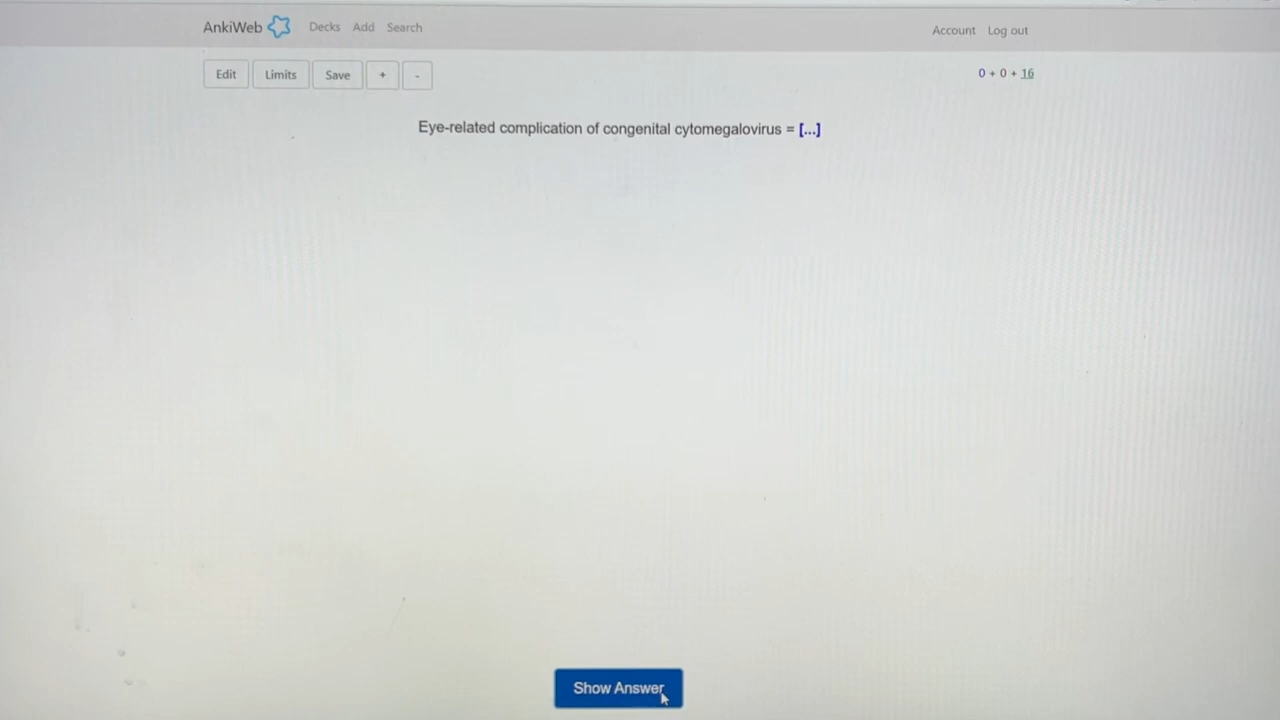 AnkiWeb Decks Add Search Account Log out
Edit Limits Save + - 0 + 0 + 16
Eye-related complication of congenital cytomegalovirus = [...]
Show Answer